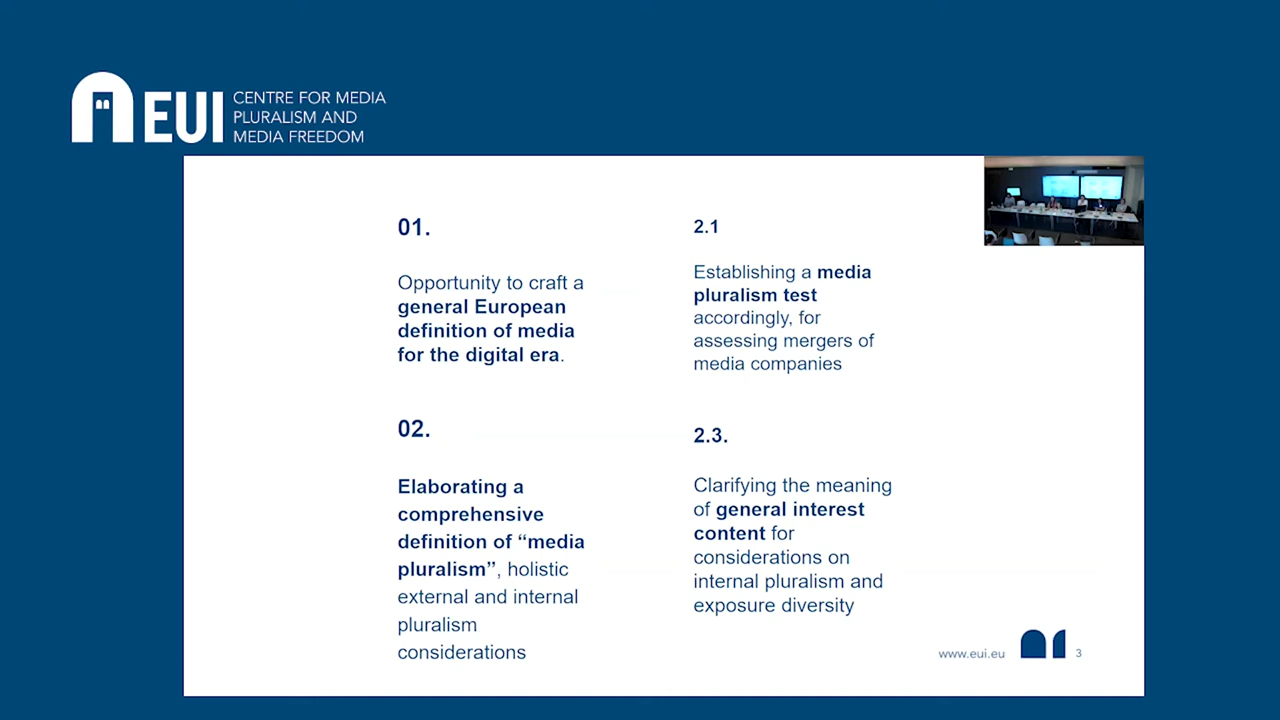 EUI
CENTRE FOR MEDIA
PLURALISM AND
MEDIA FREEDOM
01.
Opportunity to craft a
general European
definition of media
for the digital era.
02.
Elaborating a
comprehensive
definition of “media
pluralism”, holistic
external and internal
pluralism
considerations
2.1
Establishing a media
pluralism test
accordingly, for
assessing mergers of
media companies
2.3.
Clarifying the meaning
of general interest
content for
considerations on
internal pluralism and
exposure diversity
www.eui.eu
3